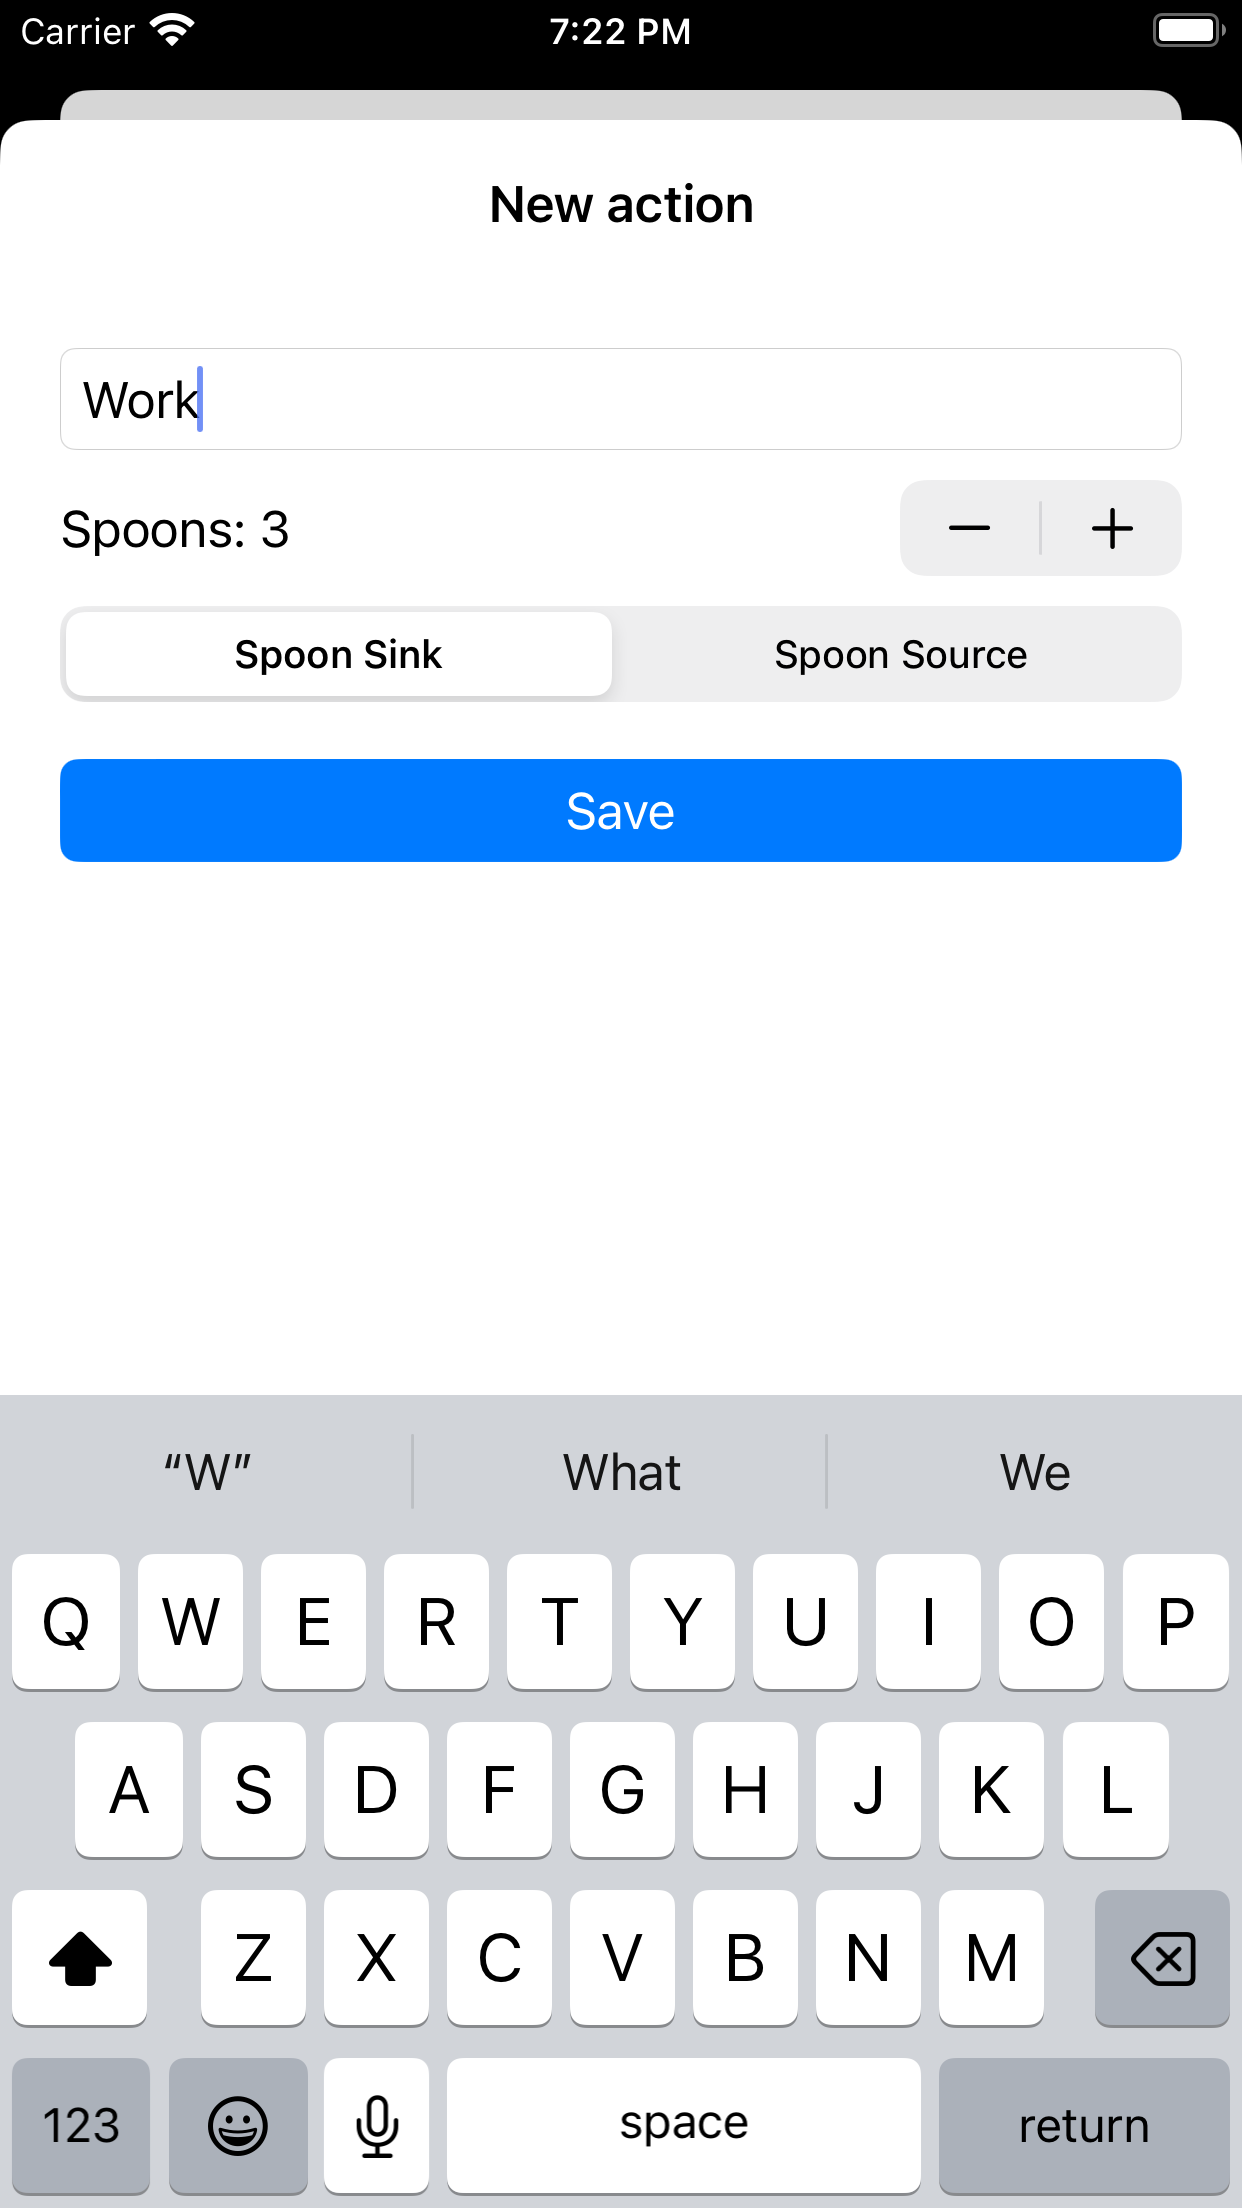 Carrier 7:22 PM
New action
Work
Spoons: 3
Spoon Sink Spoon Source
Save
“W” What We
Q W E R T Y U I O P
A S D F G H J K L
Z X C V B N M
123 space return